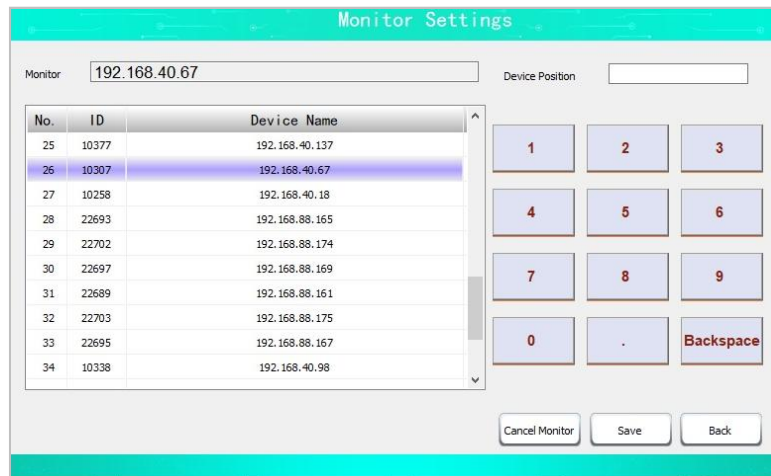 Monitor Settings
Monitor 192.168.40.67 Device Position
No. ID Device Name
25 10377 192.168.40.137
26 10307 192.168.40.67
27 10258 192.168.40.18
28 22693 192.168.88.165
29 22702 192.168.88.174
30 22697 192.168.88.169
31 22689 192.168.88.161
32 22703 192.168.88.175
33 22695 192.168.88.167
34 10338 192.168.40.98
1 2 3
4 5 6
7 8 9
0 . Backspace
Cancel Monitor Save Back